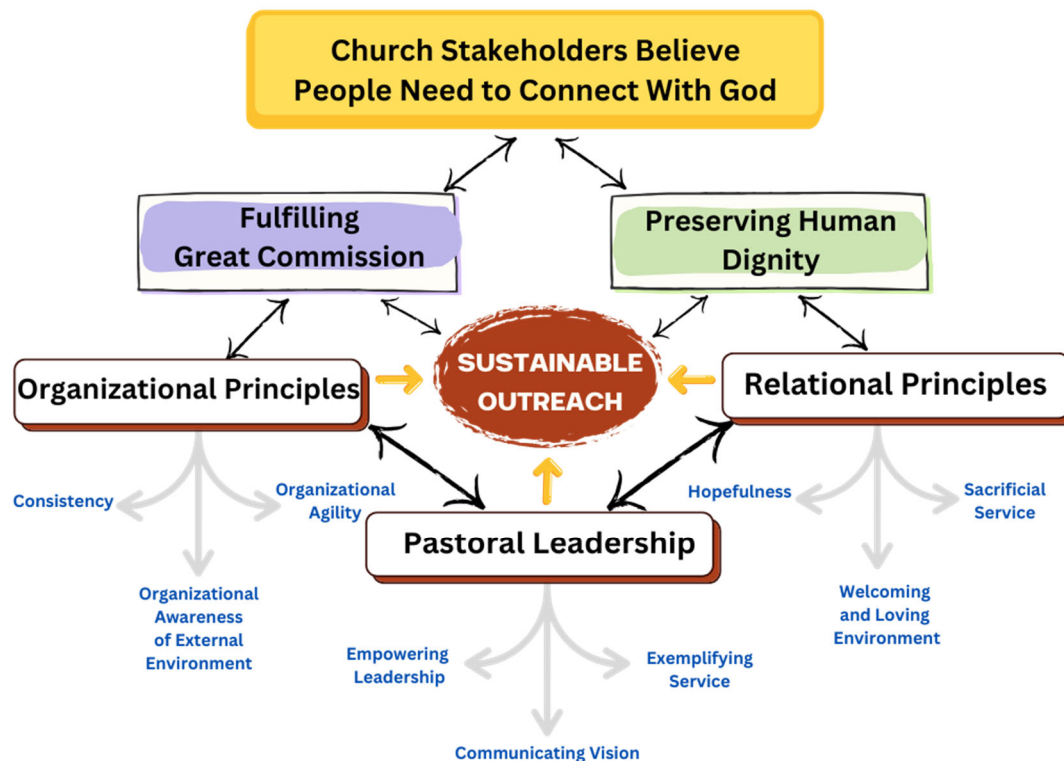 Church Stakeholders Believe
People Need to Connect With God
Fulfilling
Great Commission
Preserving Human
Dignity
SUSTAINABLE
OUTREACH
Organizational Principles
Relational Principles
Consistency
Organizational
Agility
Organizational
Awareness
of External
Environment
Hopefulness
Sacrificial
Service
Welcoming
and Loving
Environment
Pastoral Leadership
Empowering
Leadership
Exemplifying
Service
Communicating Vision